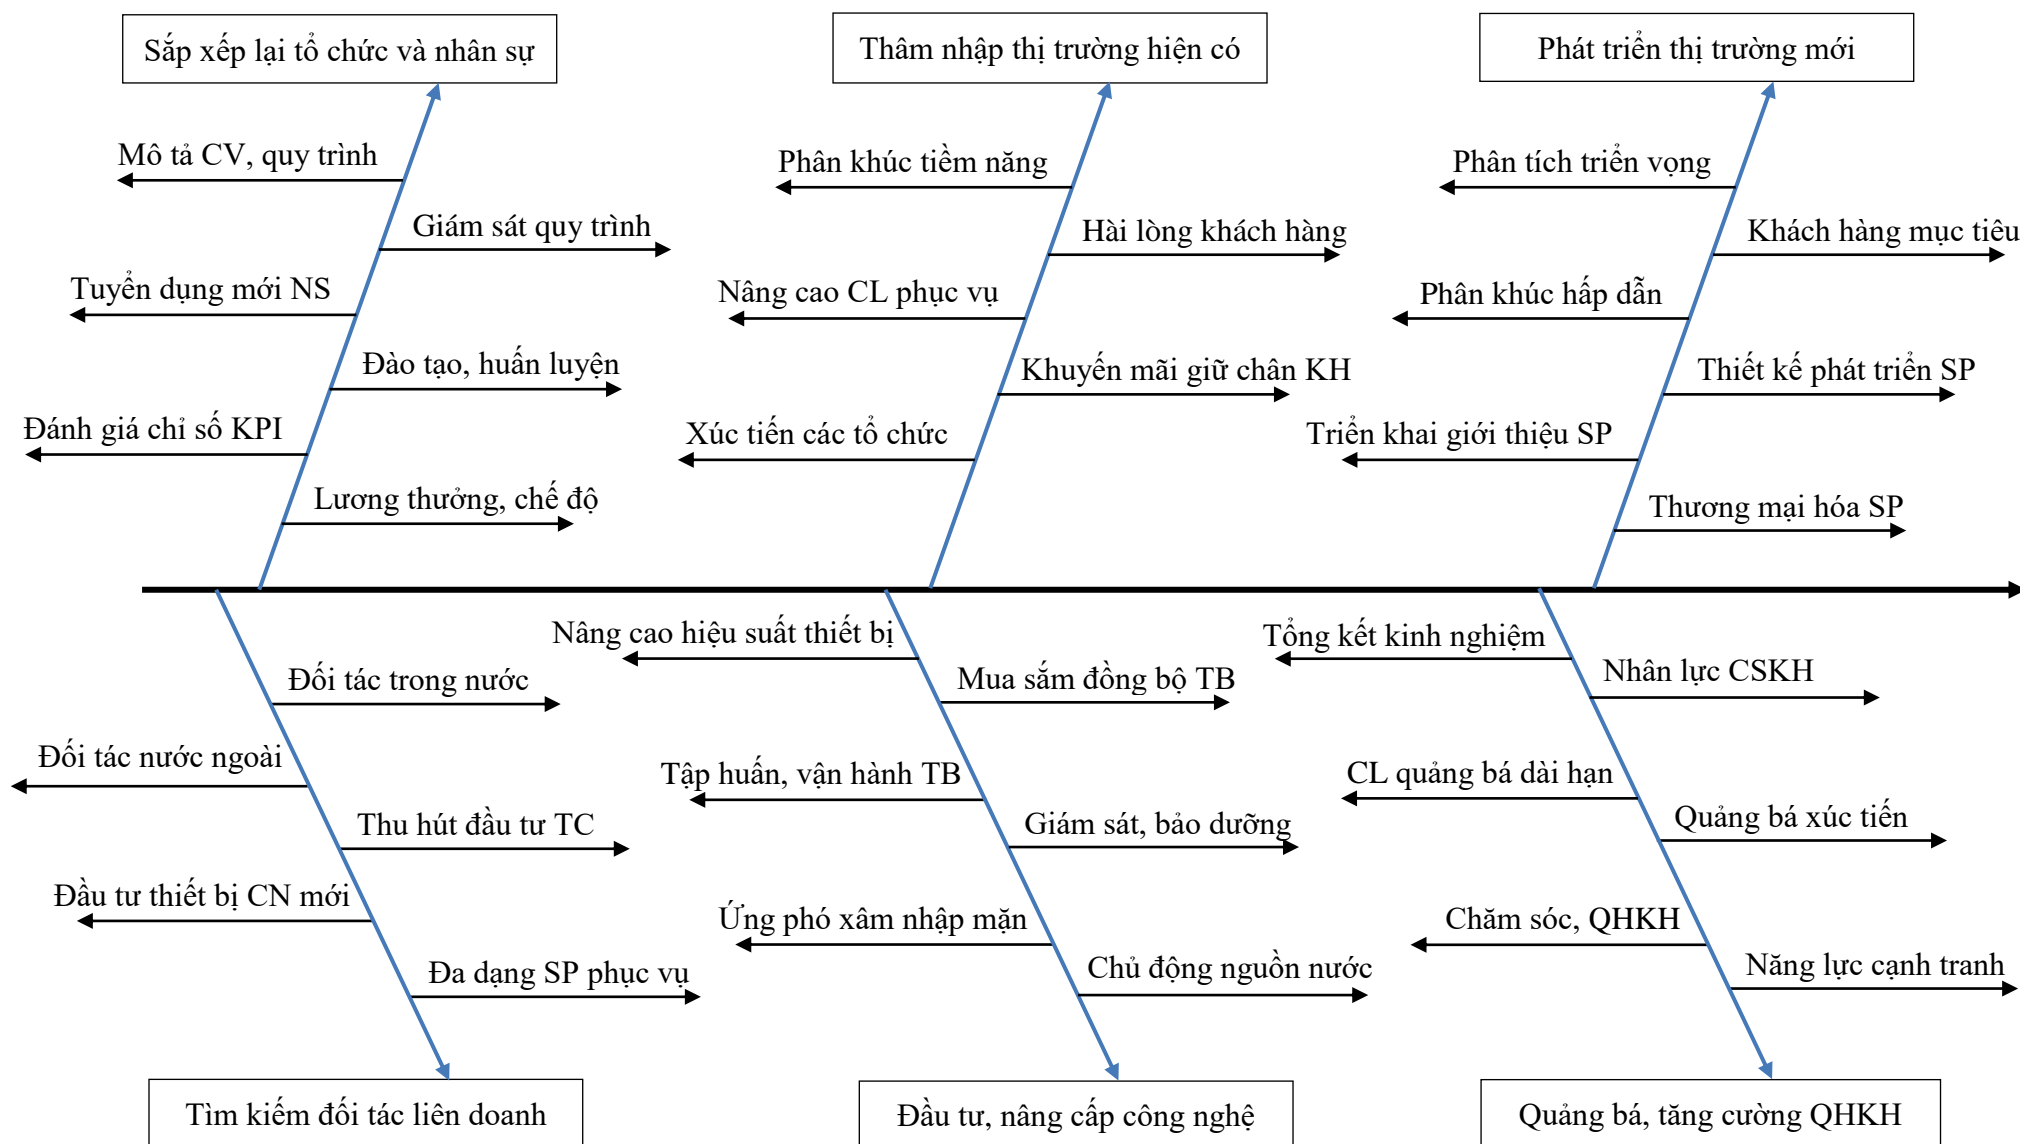 Sắp xếp lại tổ chức và nhân sự
Thâm nhập thị trường hiện có
Phát triển thị trường mới
Mô tả CV, quy trình
Giám sát quy trình
Tuyển dụng mới NS
Đào tạo, huấn luyện
Đánh giá chỉ số KPI
Lương thưởng, chế độ
Phân khúc tiềm năng
Hài lòng khách hàng
Nâng cao CL phục vụ
Khuyến mãi giữ chân KH
Xúc tiến các tổ chức
Phân tích triển vọng
Khách hàng mục tiêu
Phân khúc hấp dẫn
Thiết kế phát triển SP
Triển khai giới thiệu SP
Thương mại hóa SP
Đối tác trong nước
Đối tác nước ngoài
Thu hút đầu tư TC
Đầu tư thiết bị CN mới
Đa dạng SP phục vụ
Nâng cao hiệu suất thiết bị
Mua sắm đồng bộ TB
Tập huấn, vận hành TB
Giám sát, bảo dưỡng
Ứng phó xâm nhập mặn
Chủ động nguồn nước
Tổng kết kinh nghiệm
Nhân lực CSKH
CL quảng bá dài hạn
Quảng bá xúc tiến
Chăm sóc, QHKH
Năng lực cạnh tranh
Tìm kiếm đối tác liên doanh
Đầu tư, nâng cấp công nghệ
Quảng bá, tăng cường QHKH